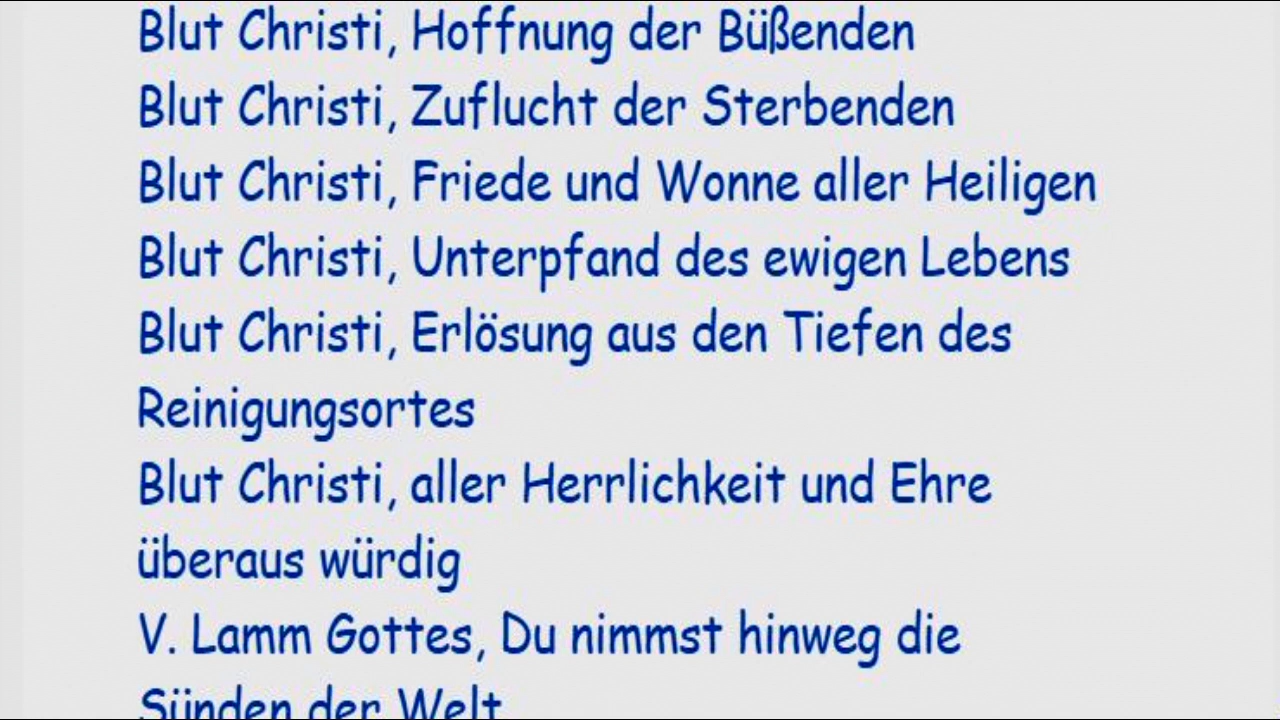 Blut Christi, Hoffnung der Büßenden
Blut Christi, Zuflucht der Sterbenden
Blut Christi, Friede und Wonne aller Heiligen
Blut Christi, Unterpfand des ewigen Lebens
Blut Christi, Erlösung aus den Tiefen des
Reinigungsortes
Blut Christi, aller Herrlichkeit und Ehre
überaus würdig
V. Lamm Gottes, Du nimmst hinweg die
Sünden der Welt